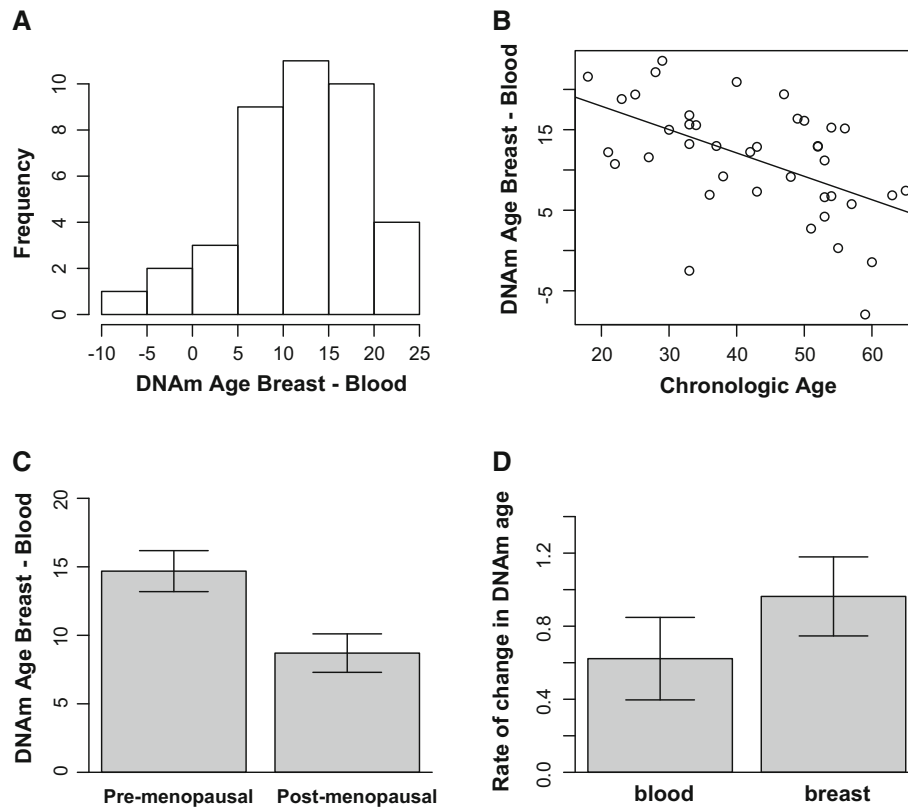 A
Frequency
0 2 4 6 8 10
-10 -5 0 5 10 15 20 25
DNAm Age Breast - Blood
B
DNAm Age Breast - Blood
-5 5 15
20 30 40 50 60
Chronologic Age
C
DNAm Age Breast - Blood
0 5 10 15 20
Pre-menopausal Post-menopausal
D
Rate of change in DNAm age
0.0 0.4 0.8 1.2
blood breast